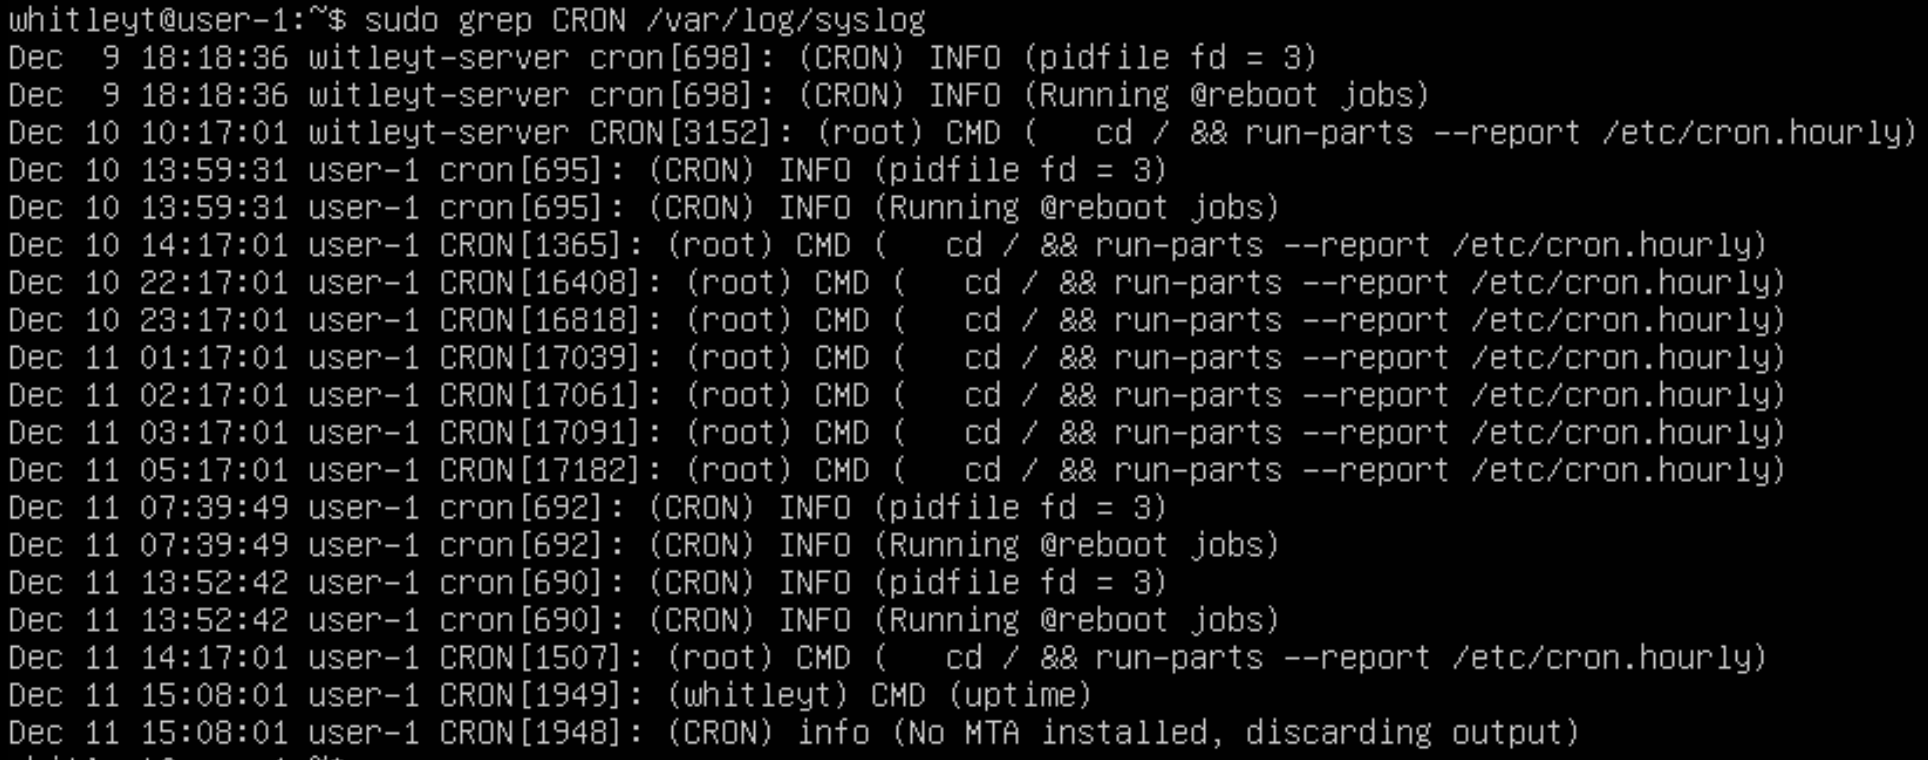 whitleyt@user-1:~$ sudo grep CRON /var/log/syslog
Dec  9 18:18:36 witleyt-server cron[698]: (CRON) INFO (pidfile fd = 3)
Dec  9 18:18:36 witleyt-server cron[698]: (CRON) INFO (Running @reboot jobs)
Dec 10 10:17:01 witleyt-server CRON[3152]: (root) CMD (   cd / && run-parts --report /etc/cron.hourly)
Dec 10 13:59:31 user-1 cron[695]: (CRON) INFO (pidfile fd = 3)
Dec 10 13:59:31 user-1 cron[695]: (CRON) INFO (Running @reboot jobs)
Dec 10 14:17:01 user-1 CRON[1365]: (root) CMD (   cd / && run-parts --report /etc/cron.hourly)
Dec 10 22:17:01 user-1 CRON[16408]: (root) CMD (   cd / && run-parts --report /etc/cron.hourly)
Dec 10 23:17:01 user-1 CRON[16818]: (root) CMD (   cd / && run-parts --report /etc/cron.hourly)
Dec 11 01:17:01 user-1 CRON[17039]: (root) CMD (   cd / && run-parts --report /etc/cron.hourly)
Dec 11 02:17:01 user-1 CRON[17061]: (root) CMD (   cd / && run-parts --report /etc/cron.hourly)
Dec 11 03:17:01 user-1 CRON[17091]: (root) CMD (   cd / && run-parts --report /etc/cron.hourly)
Dec 11 05:17:01 user-1 CRON[17182]: (root) CMD (   cd / && run-parts --report /etc/cron.hourly)
Dec 11 07:39:49 user-1 cron[692]: (CRON) INFO (pidfile fd = 3)
Dec 11 07:39:49 user-1 cron[692]: (CRON) INFO (Running @reboot jobs)
Dec 11 13:52:42 user-1 cron[690]: (CRON) INFO (pidfile fd = 3)
Dec 11 13:52:42 user-1 cron[690]: (CRON) INFO (Running @reboot jobs)
Dec 11 14:17:01 user-1 CRON[1507]: (root) CMD (   cd / && run-parts --report /etc/cron.hourly)
Dec 11 15:08:01 user-1 CRON[1949]: (whitleyt) CMD (uptime)
Dec 11 15:08:01 user-1 CRON[1948]: (CRON) info (No MTA installed, discarding output)